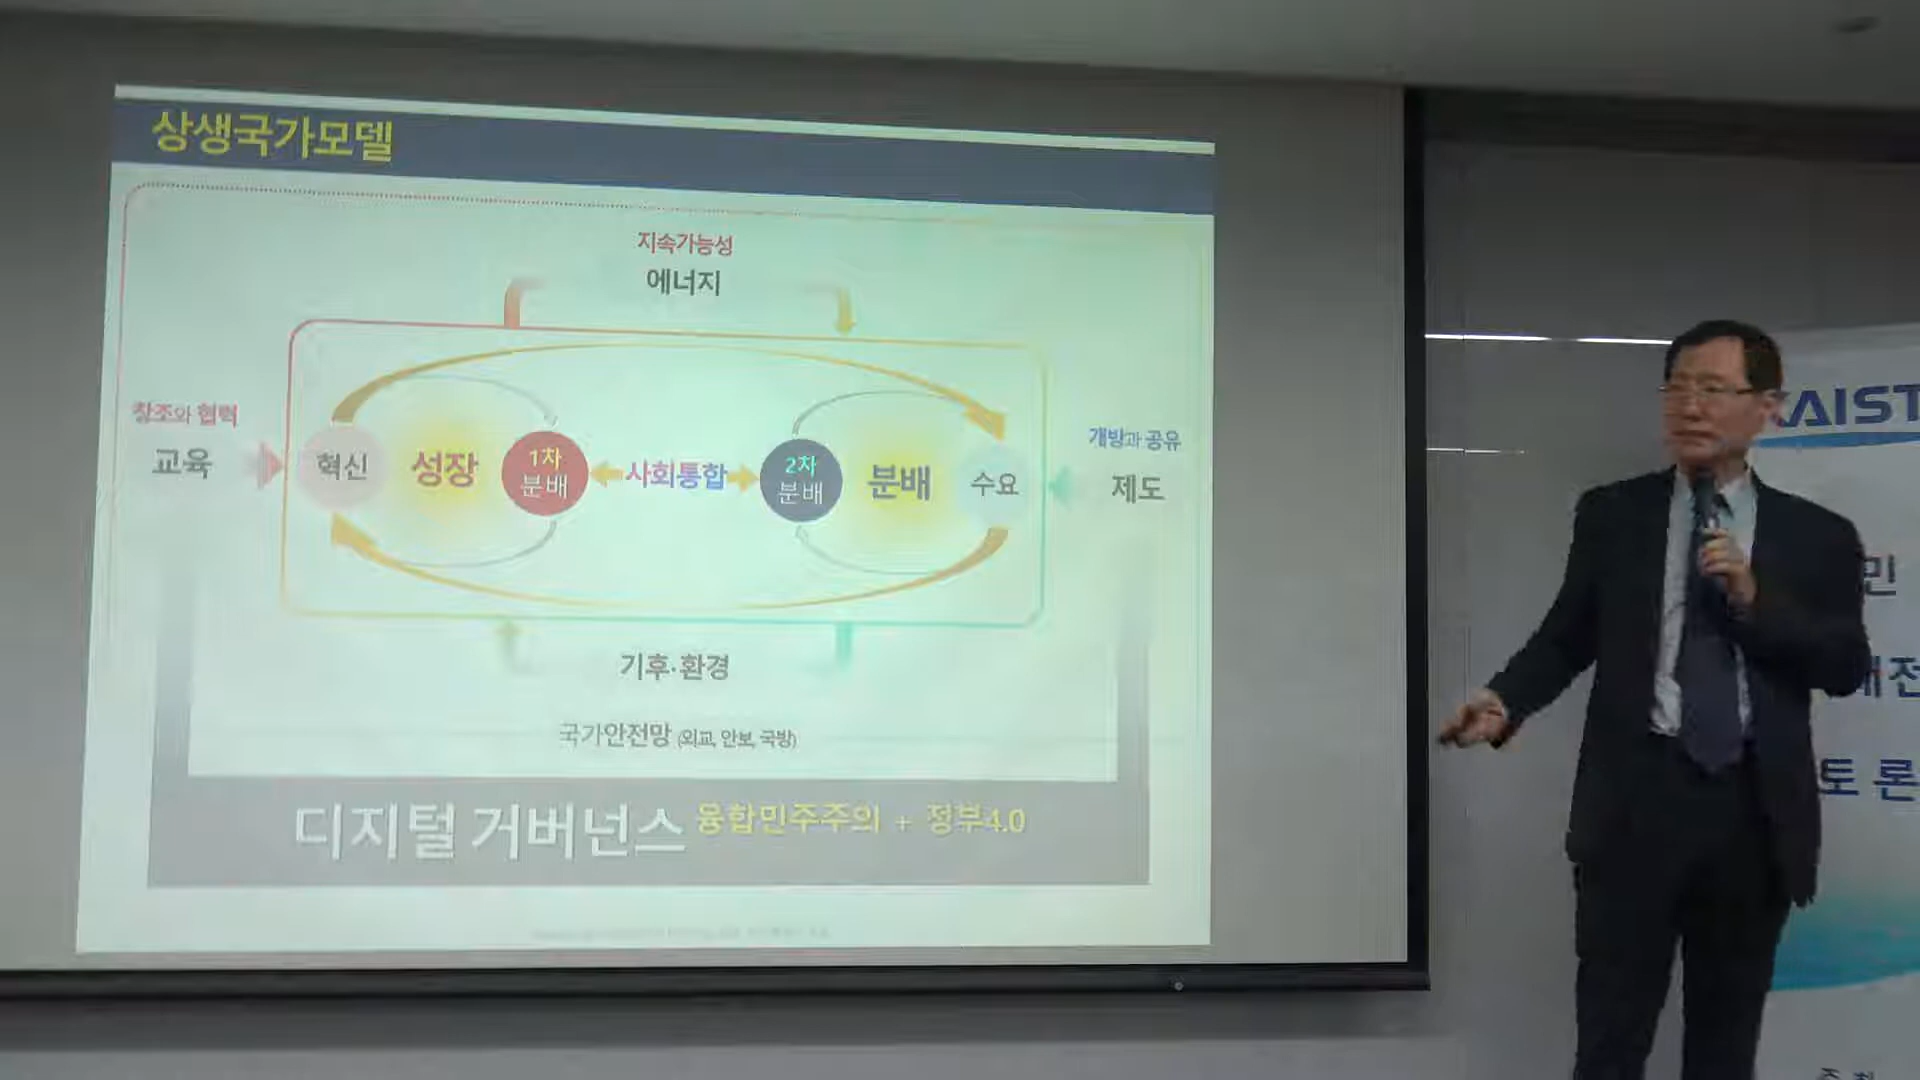 상생국가모델
지속가능성
에너지
창조와 협력
교육
혁신
성장
1차
분배
사회통합
2차
분배
분배
수요
개방과 공유
제도
기후·환경
국가안전망 (외교, 안보, 국방)
디지털 거버넌스 융합민주주의 + 정부4.0
KAIST
민
대전
토 론